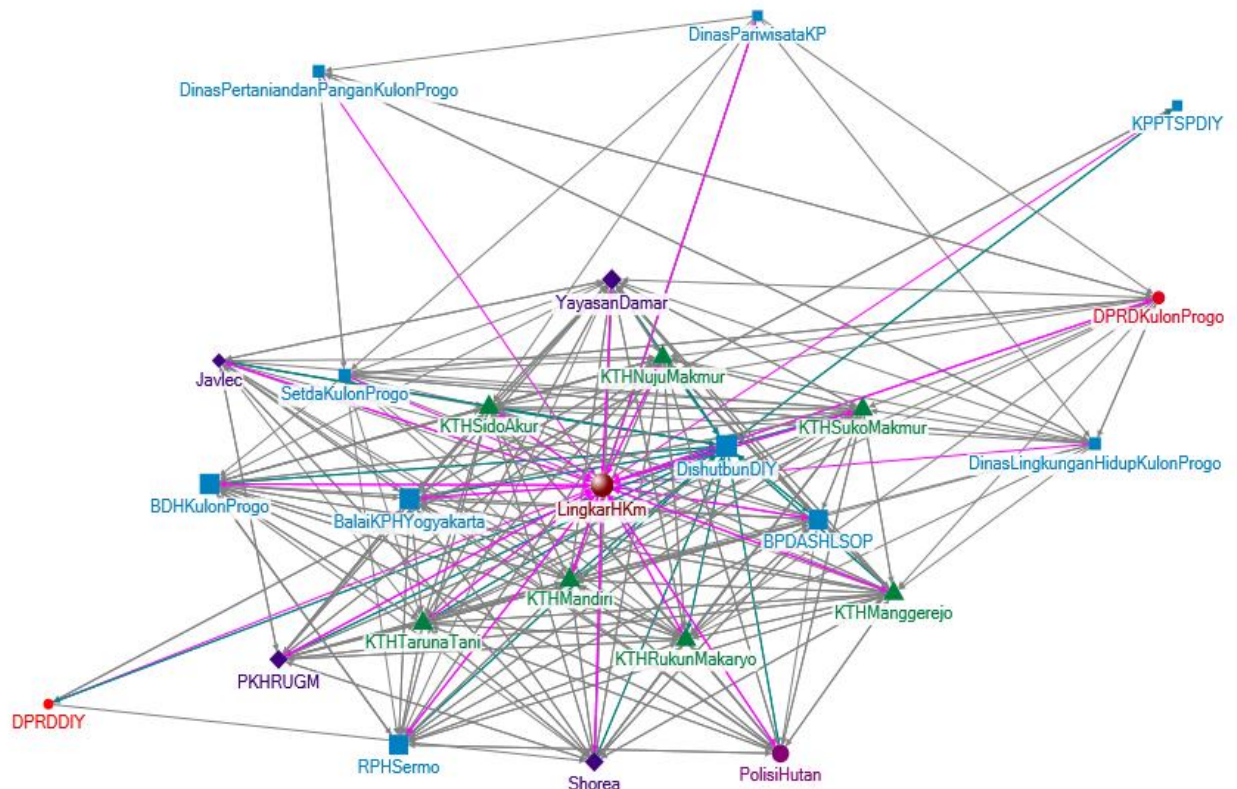 DinasPariwisataKP
DinasPertaniandanPanganKulonProgo
KPPTSPDIY
YayasanDamar
DPRDKulonProgo
KTHNujuMakmur
Javlec
SetdaKulonProgo
KTHSidoAkur
KTHSukoMakmur
DishutbunDIY
DinasLingkunganHidupKulonProgo
BDHKulonProgo
LingkarHKm
BalaiKPHYogyakarta
BPDASHLSOP
KTHMandiri
KTHManggerejo
KTHTarunaTani
KTHRukunMakaryo
PKHRUGM
DPRDDIY
RPHSermo
PolisiHutan
Shorea